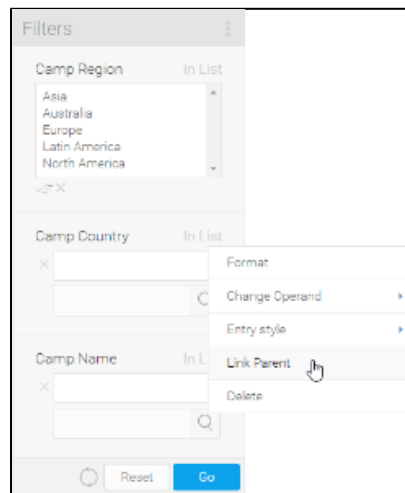 Filters
Camp Region In List
Asia
Australia
Europe
Latin America
North America
Camp Country In List
Format
Change Operand
Entry style
Camp Name In L
Link Parent
Delete
Reset Go